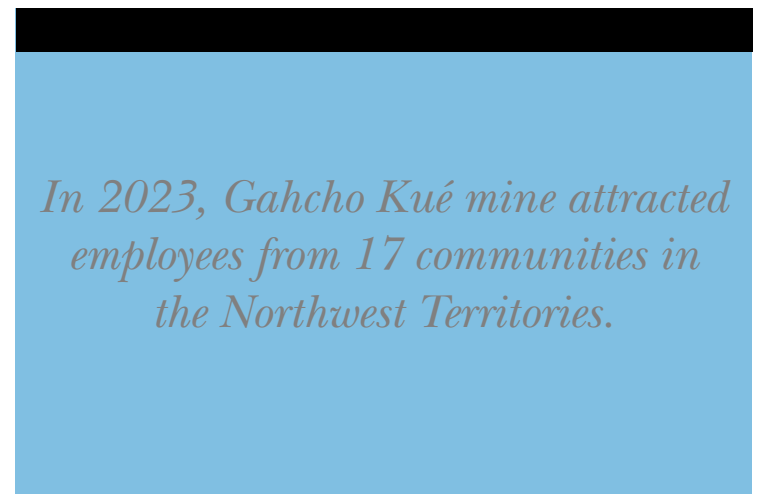 In 2023, Gahcho Kué mine attracted
employees from 17 communities in
the Northwest Territories.